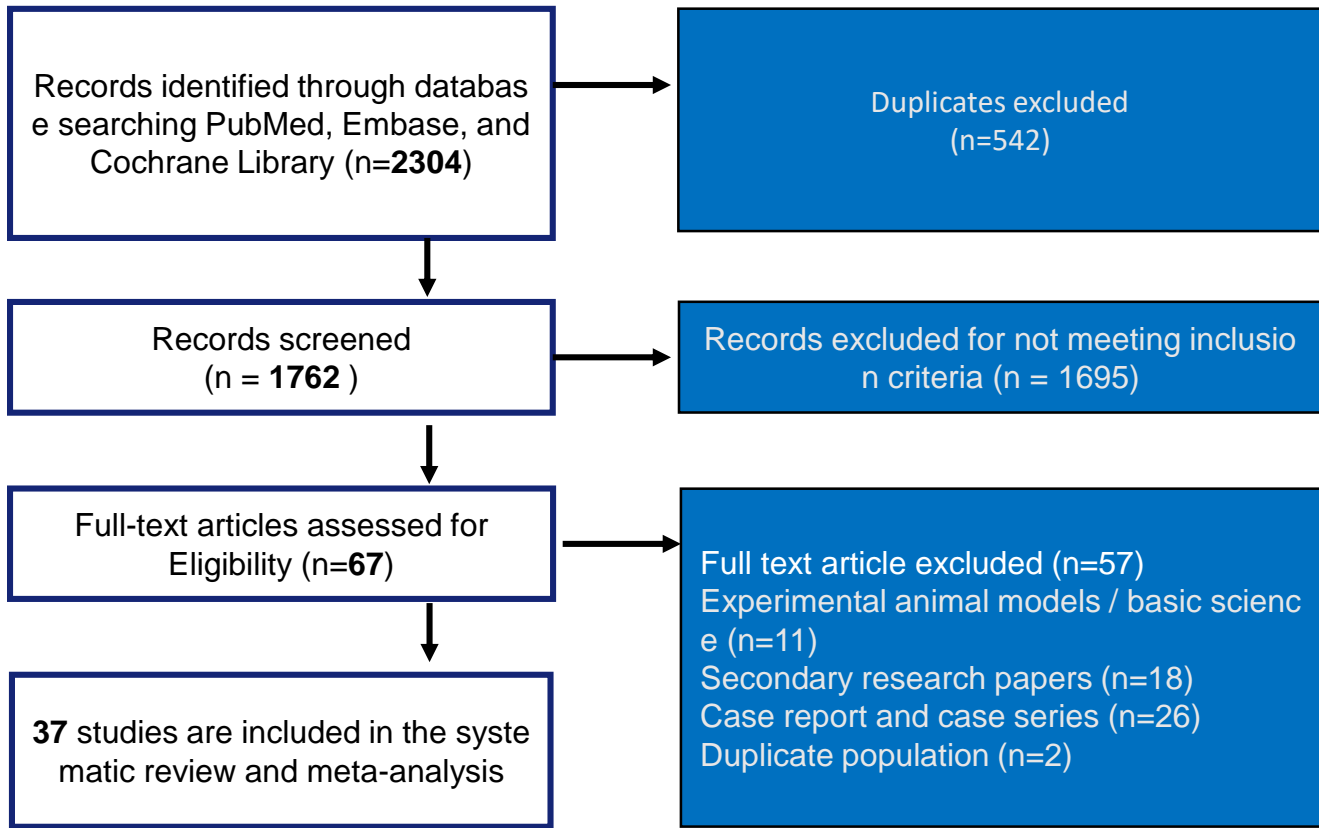 Records identified through databas
e searching PubMed, Embase, and
Cochrane Library (n=2304)
Duplicates excluded
(n=542)
Records screened
(n = 1762 )
Records excluded for not meeting inclusio
n criteria (n = 1695)
Full-text articles assessed for
Eligibility (n=67)
Full text article excluded (n=57)
Experimental animal models / basic scienc
e (n=11)
Secondary research papers (n=18)
Case report and case series (n=26)
Duplicate population (n=2)
37 studies are included in the syste
matic review and meta-analysis